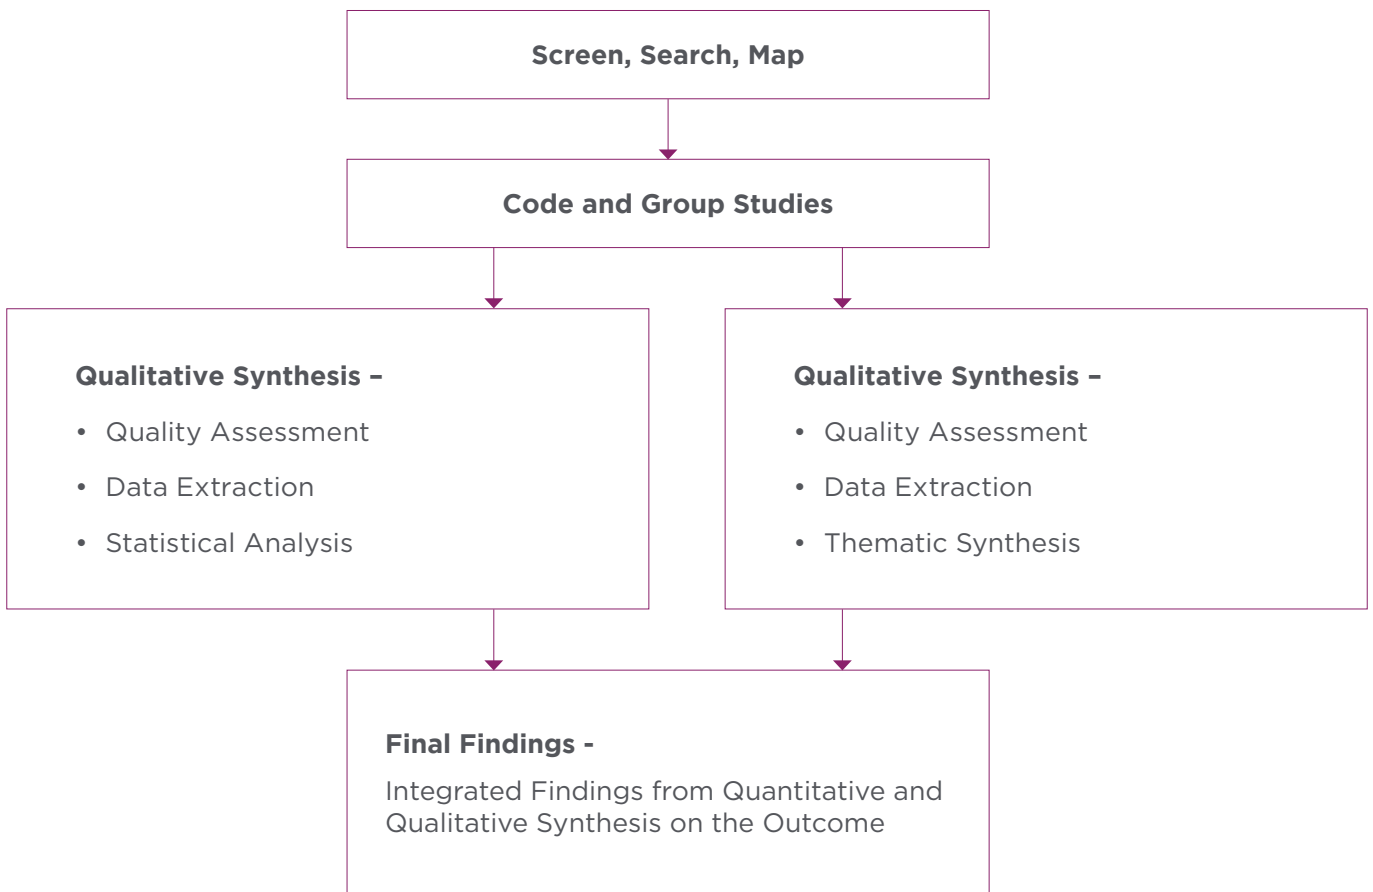 Screen, Search, Map
Code and Group Studies
Qualitative Synthesis –
• Quality Assessment
• Data Extraction
• Statistical Analysis
Qualitative Synthesis –
• Quality Assessment
• Data Extraction
• Thematic Synthesis
Final Findings -
Integrated Findings from Quantitative and
Qualitative Synthesis on the Outcome